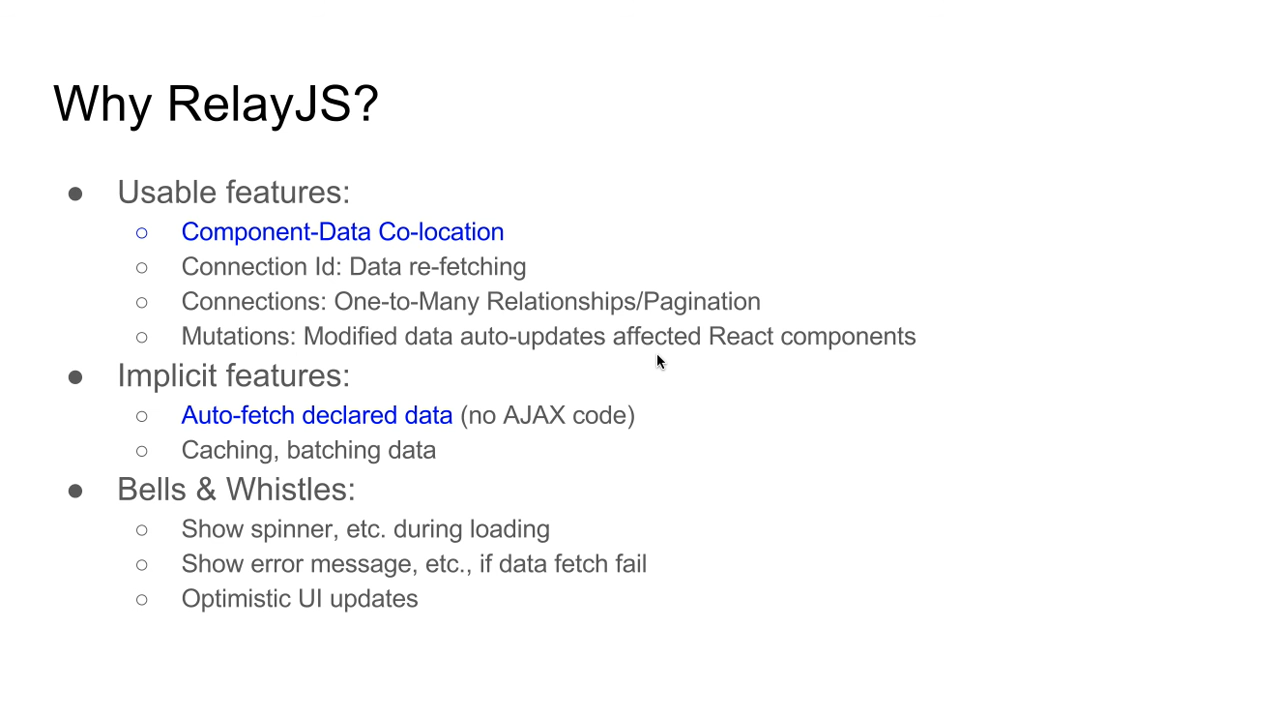 Why RelayJS?
● Usable features:
○ Component-Data Co-location
○ Connection Id: Data re-fetching
○ Connections: One-to-Many Relationships/Pagination
○ Mutations: Modified data auto-updates affected React components
● Implicit features:
○ Auto-fetch declared data (no AJAX code)
○ Caching, batching data
● Bells & Whistles:
○ Show spinner, etc. during loading
○ Show error message, etc., if data fetch fail
○ Optimistic UI updates